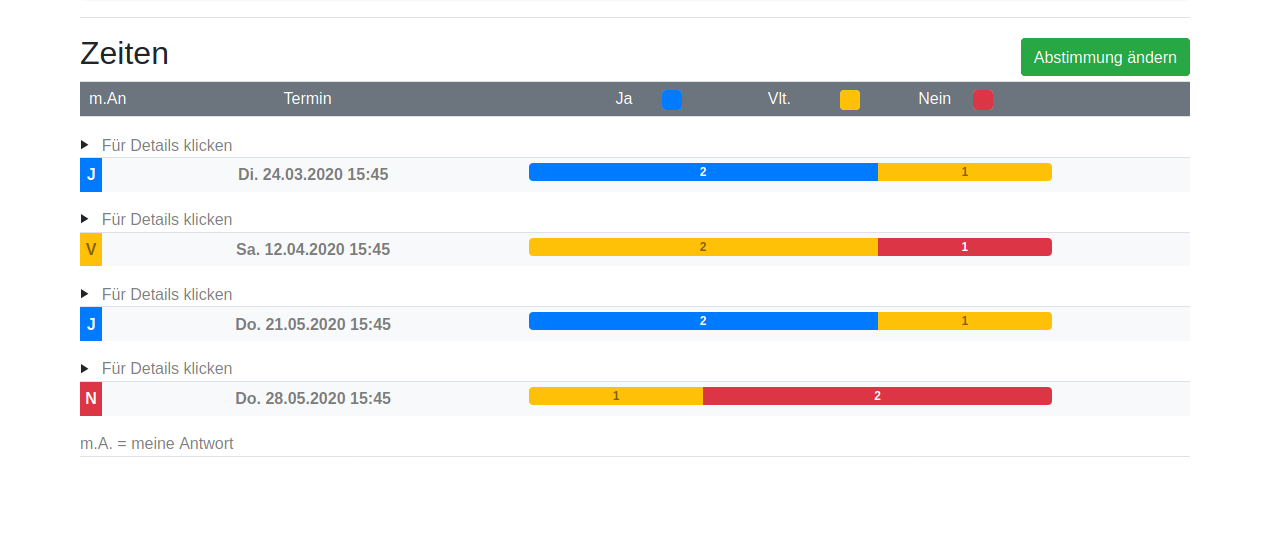 Zeiten
Abstimmung ändern
m.An Termin Ja Vlt. Nein
Für Details klicken
J Di. 24.03.2020 15:45 2 1
Für Details klicken
V Sa. 12.04.2020 15:45 2 1
Für Details klicken
J Do. 21.05.2020 15:45 2 1
Für Details klicken
N Do. 28.05.2020 15:45 1 2
m.A. = meine Antwort